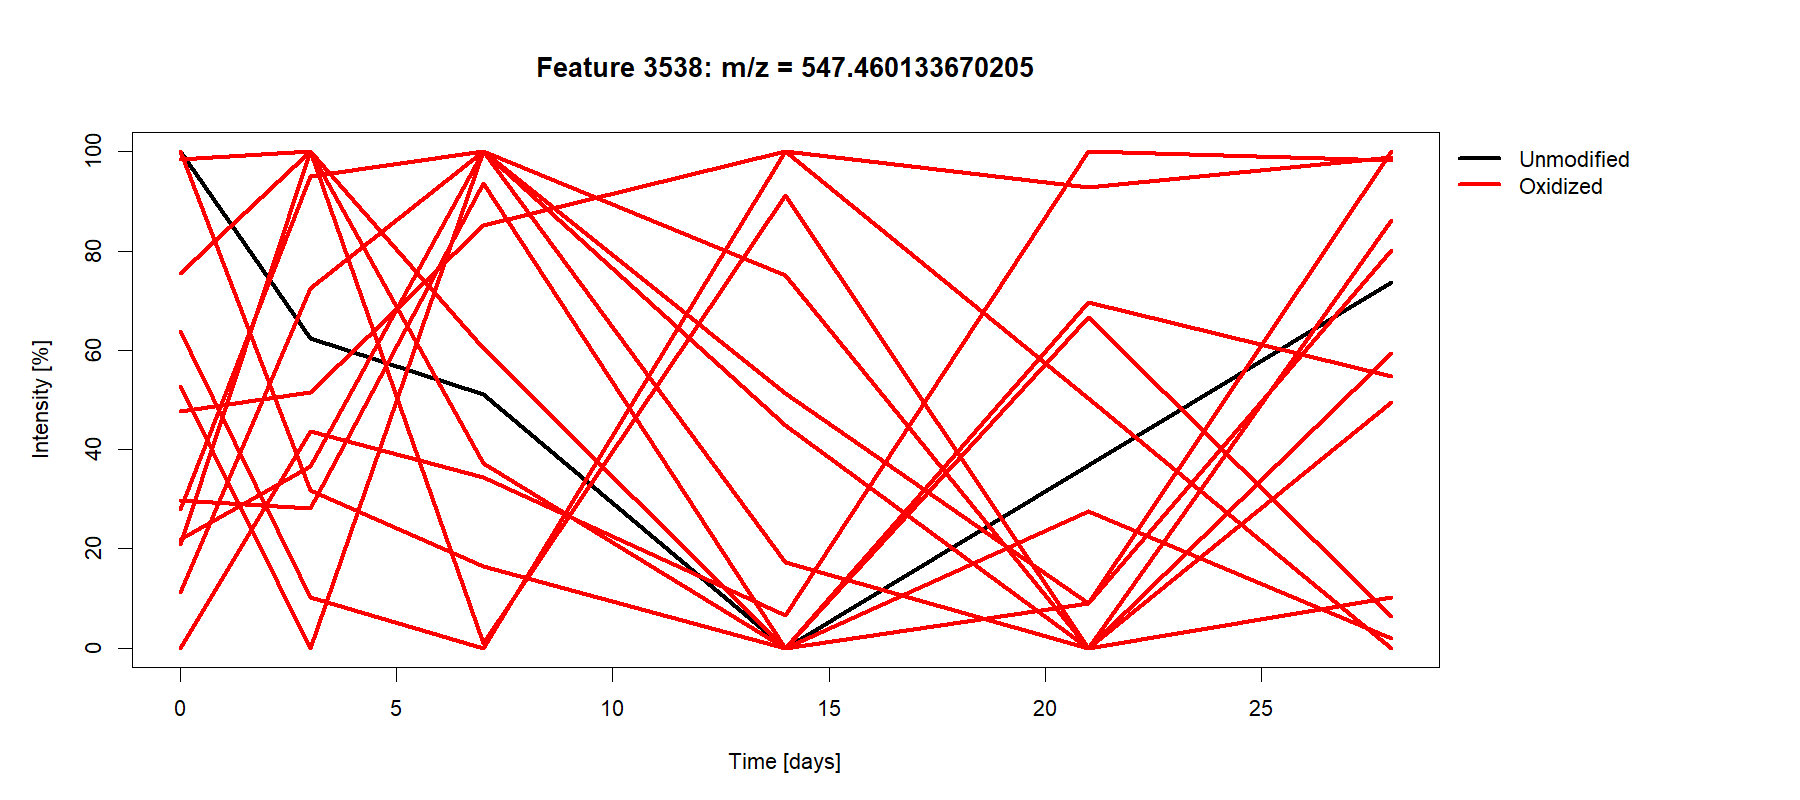 Feature 3538: m/z = 547.460133670205
Unmodified
Oxidized
Intensity [%]
100
80
60
40
20
0
0 5 10 15 20 25
Time [days]